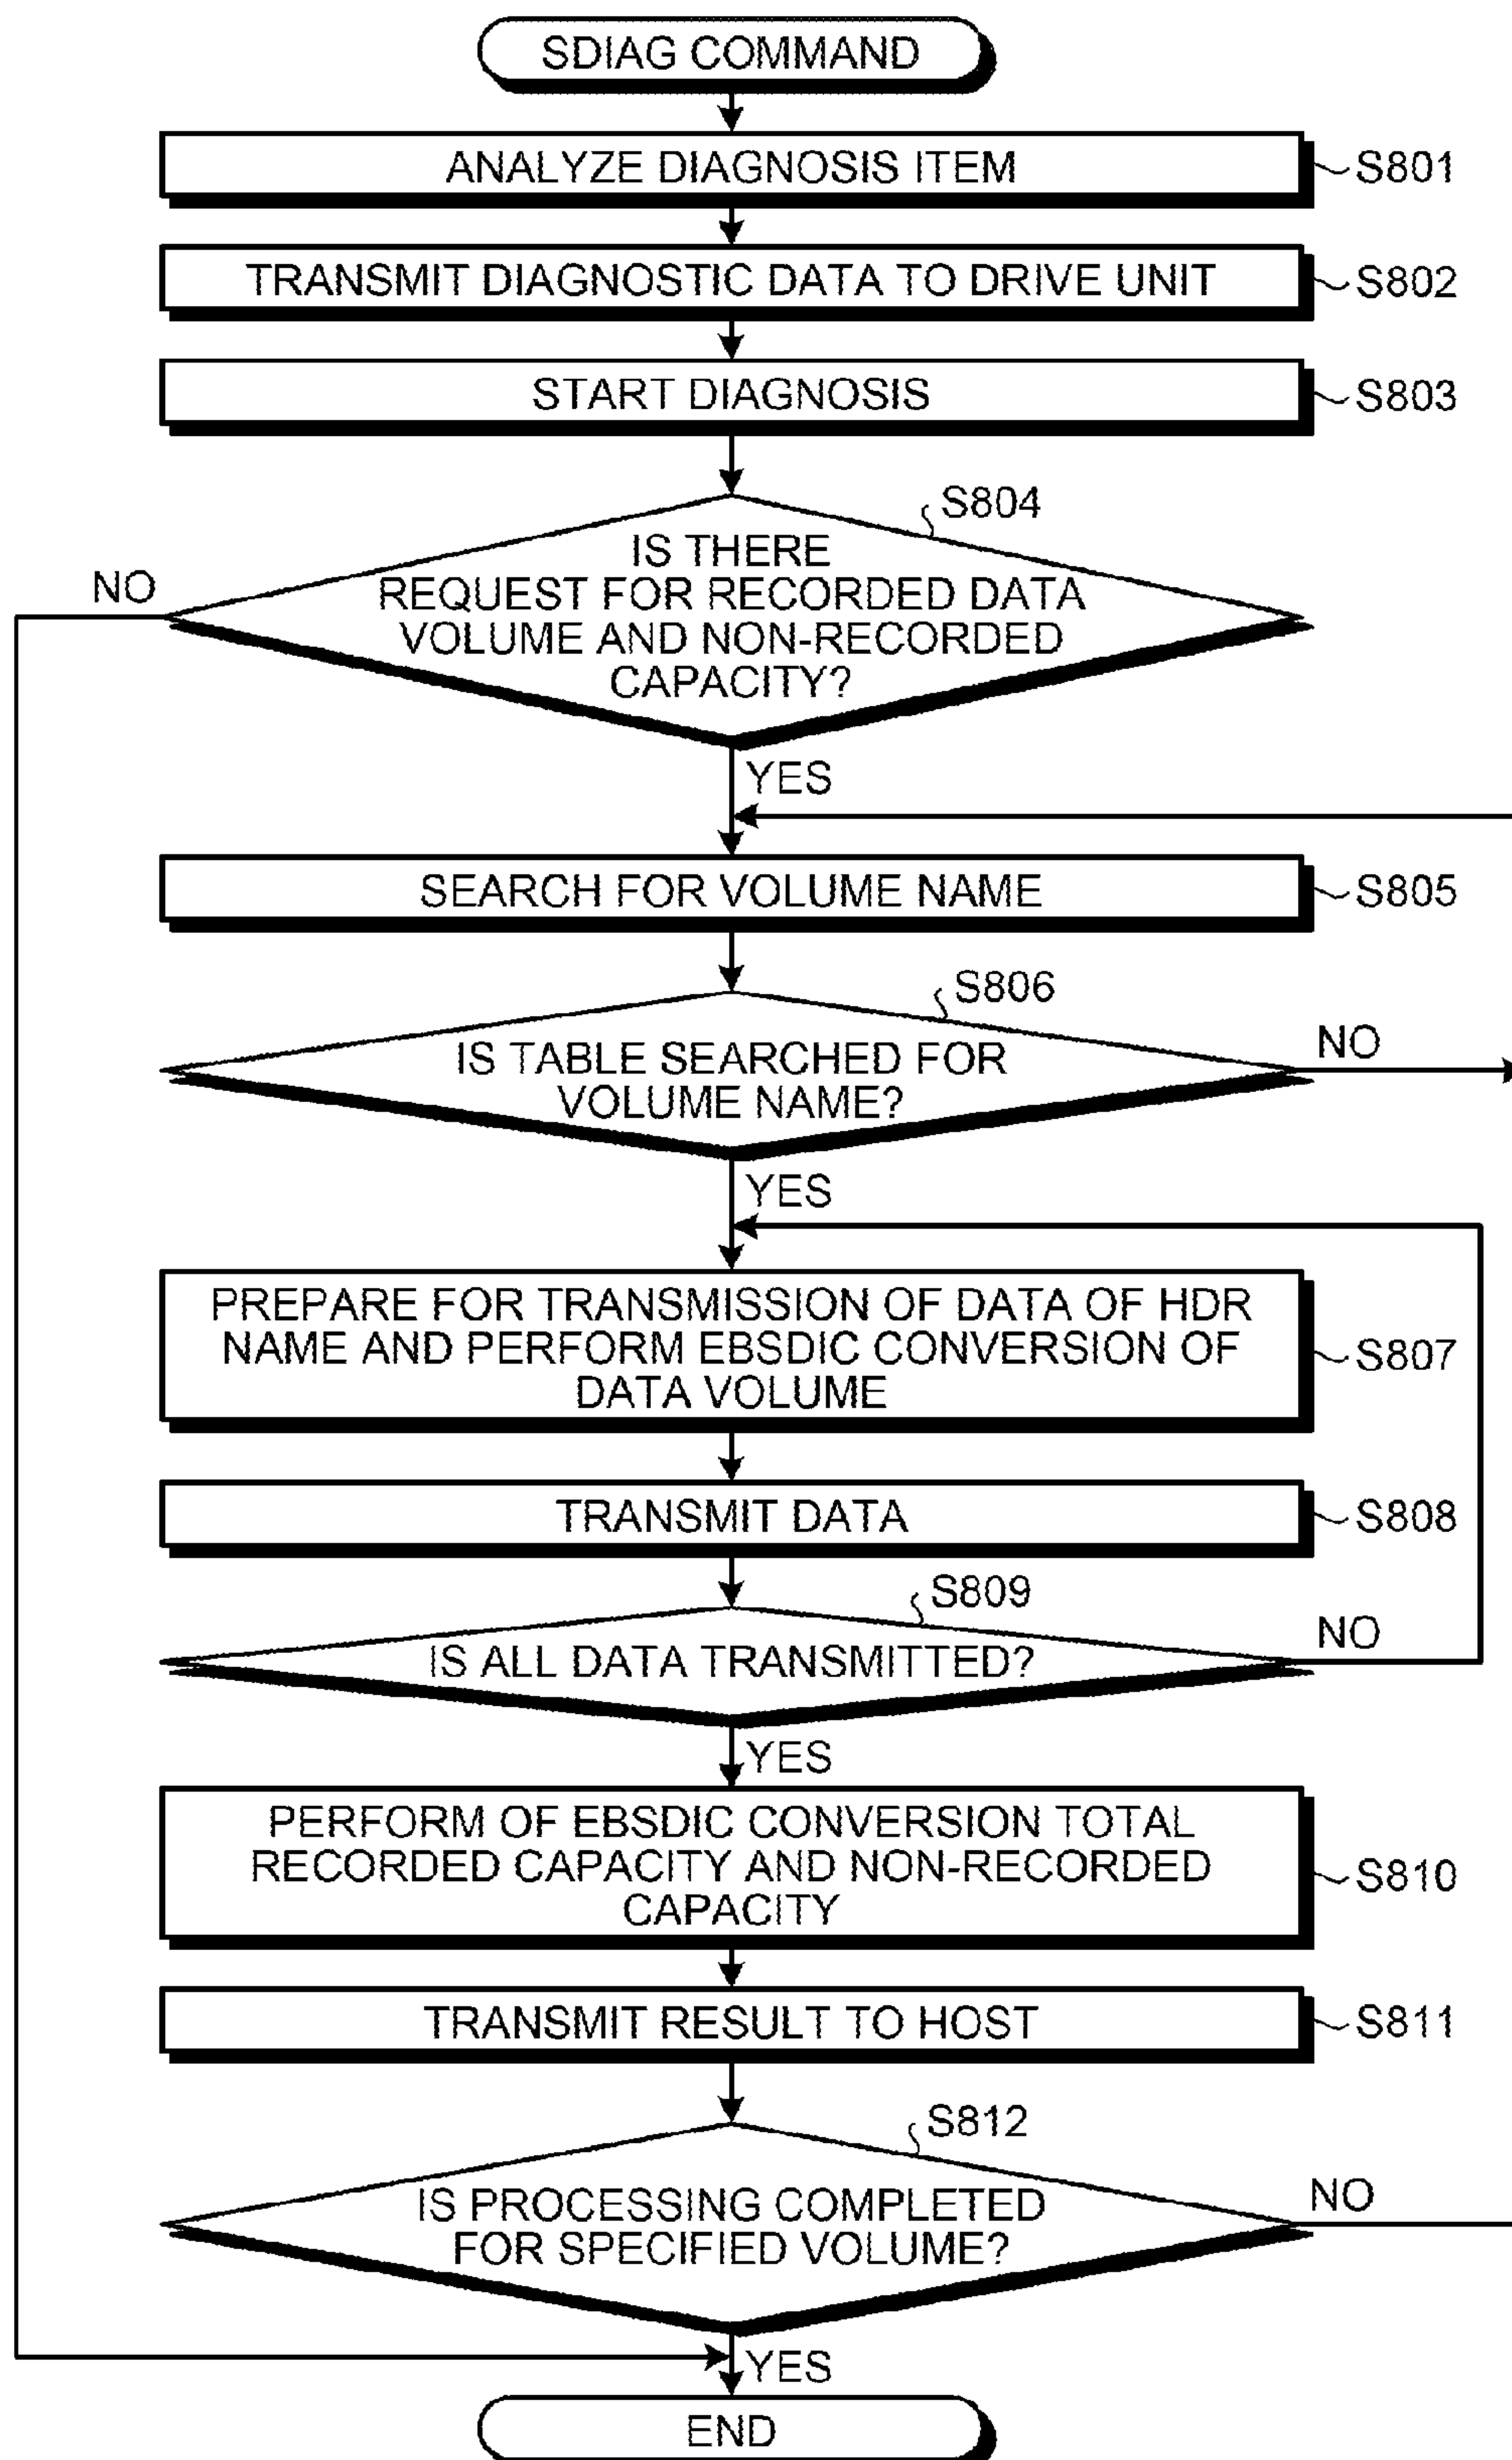 SDIAG COMMAND
ANALYZE DIAGNOSIS ITEM
S801
TRANSMIT DIAGNOSTIC DATA TO DRIVE UNIT
S802
START DIAGNOSIS
S803
S804
IS THERE
REQUEST FOR RECORDED DATA
VOLUME AND NON-RECORDED
CAPACITY?
NO
YES
SEARCH FOR VOLUME NAME
S805
S806
IS TABLE SEARCHED FOR
VOLUME NAME?
NO
YES
PREPARE FOR TRANSMISSION OF DATA OF HDR
NAME AND PERFORM EBSDIC CONVERSION OF
DATA VOLUME
S807
TRANSMIT DATA
S808
S809
IS ALL DATA TRANSMITTED?
NO
YES
PERFORM OF EBSDIC CONVERSION TOTAL
RECORDED CAPACITY AND NON-RECORDED
CAPACITY
S810
TRANSMIT RESULT TO HOST
S811
S812
IS PROCESSING COMPLETED
FOR SPECIFIED VOLUME?
NO
YES
END